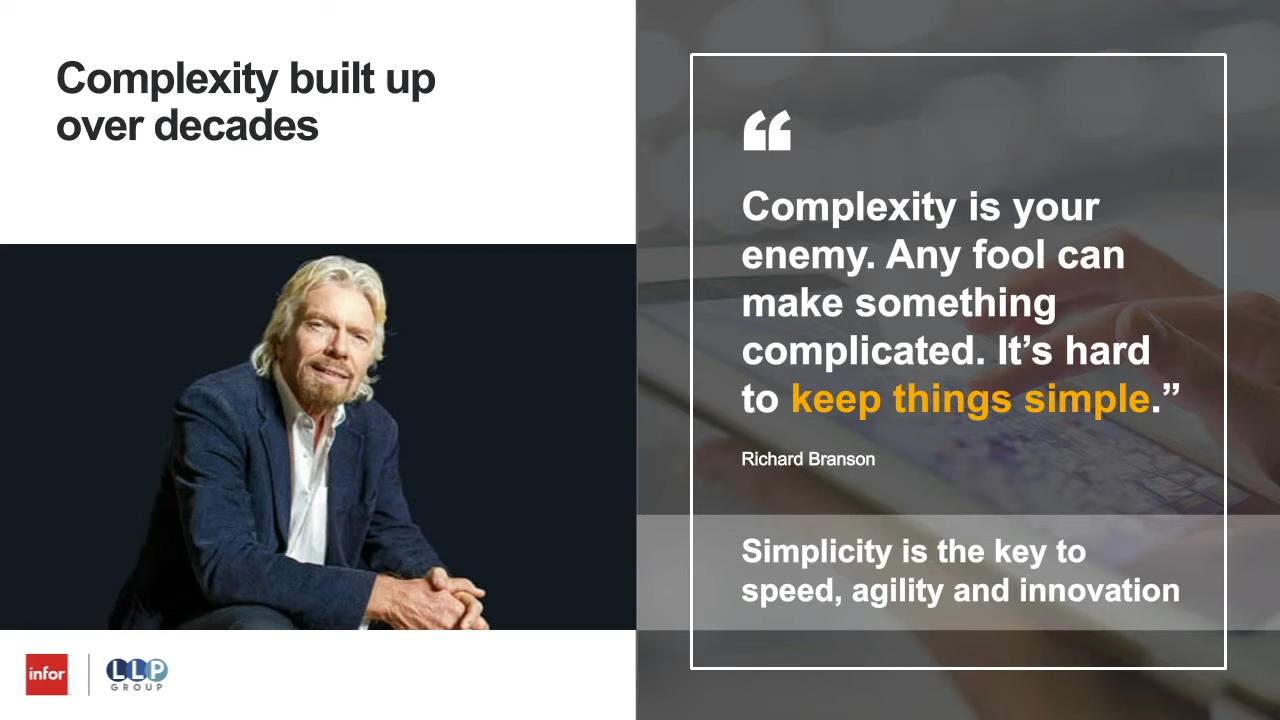 Complexity built up
over decades
“
Complexity is your
enemy. Any fool can
make something
complicated. It’s hard
to keep things simple.”
Richard Branson
Simplicity is the key to
speed, agility and innovation
infor
LLP
GROUP